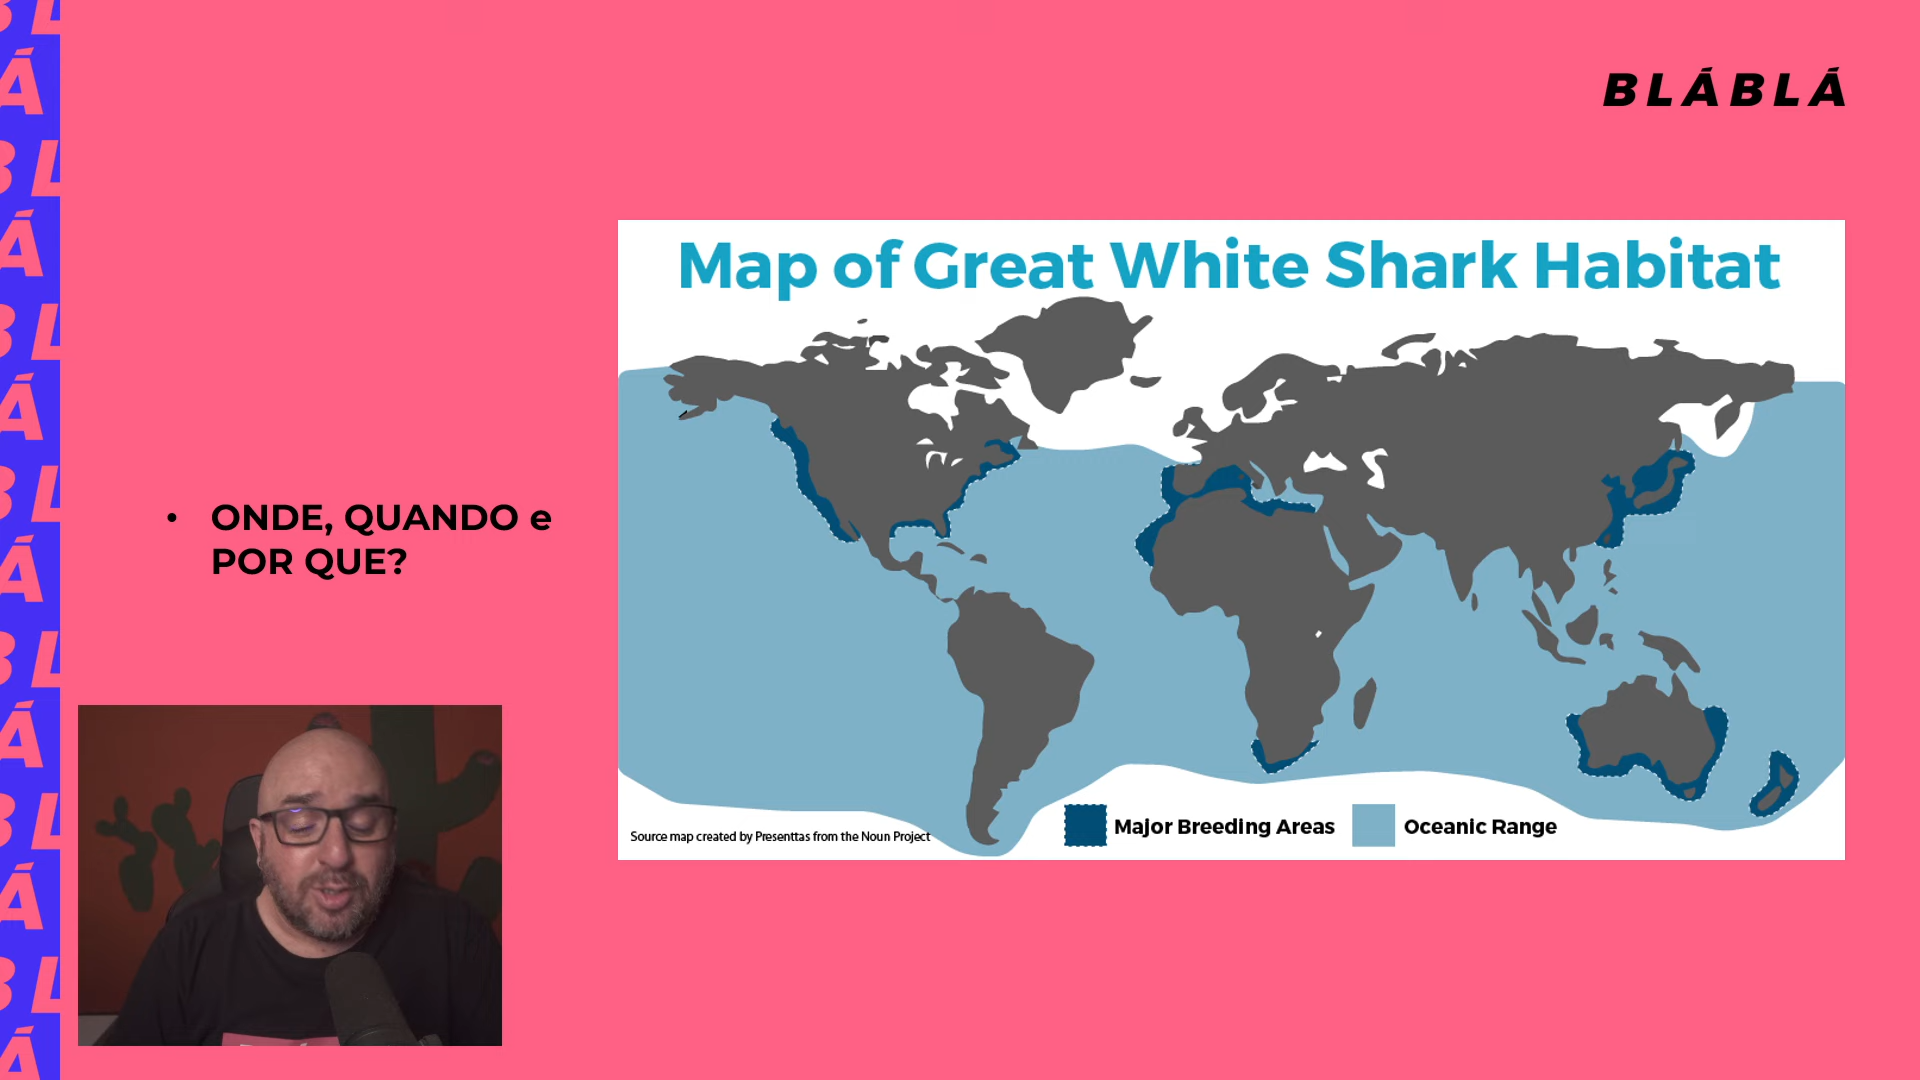 BLÁBLÁ
Map of Great White Shark Habitat
• ONDE, QUANDO e
POR QUE?
Source map created by Presenttas from the Noun Project
Major Breeding Areas
Oceanic Range